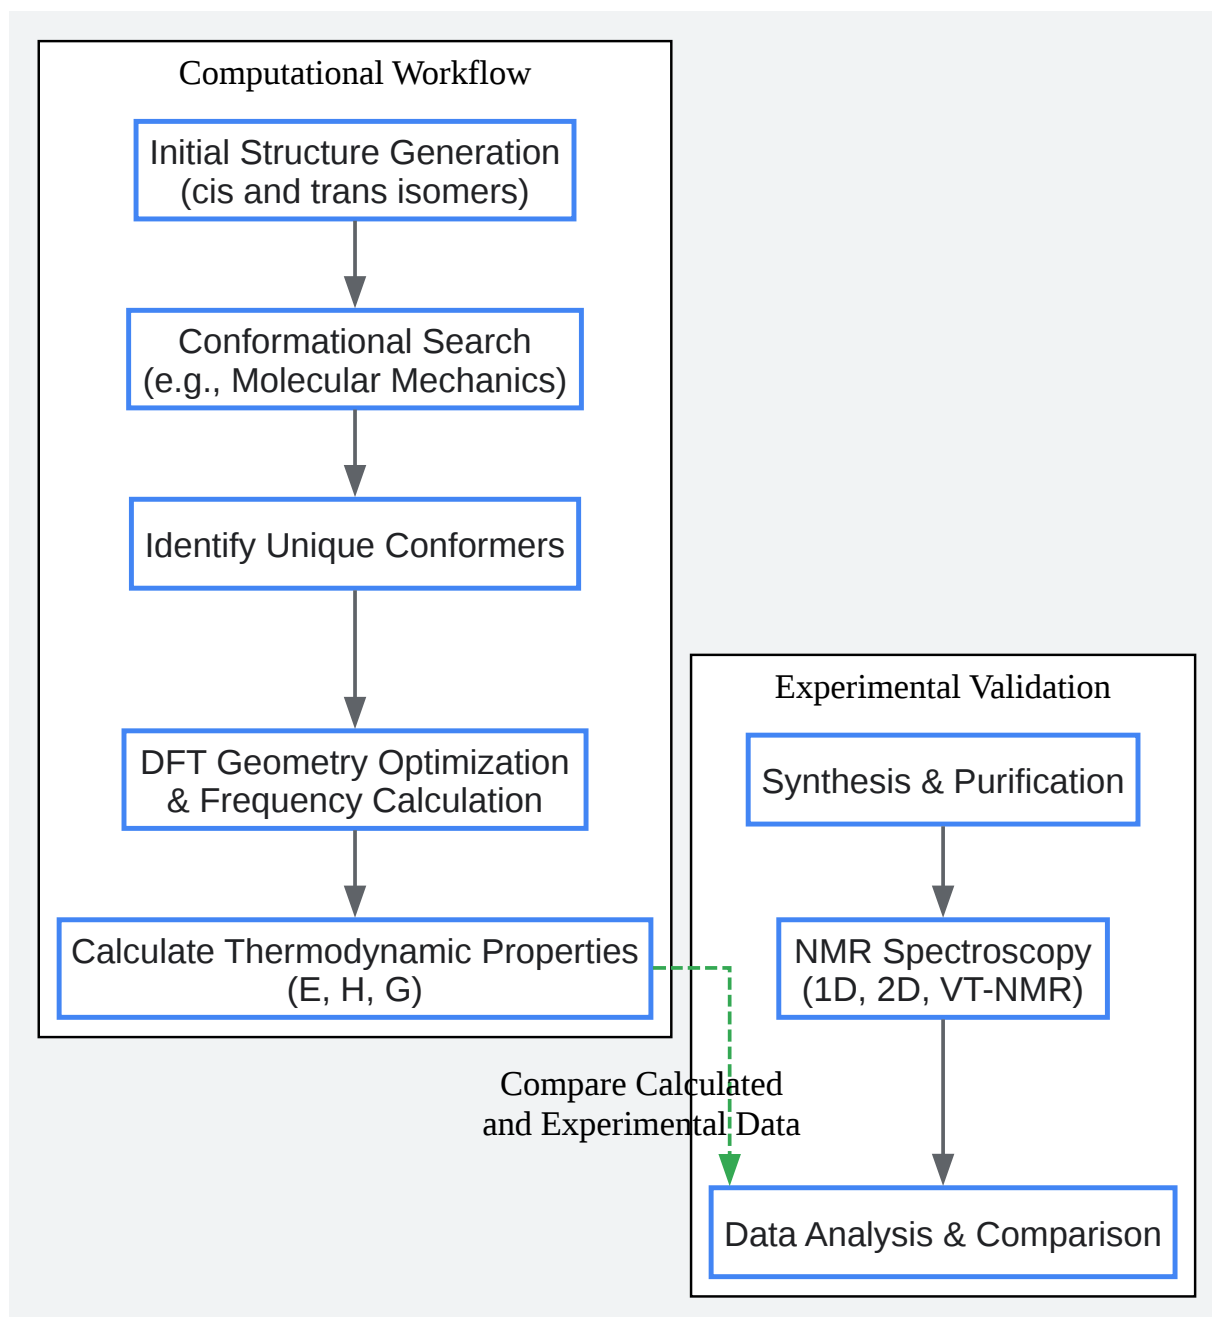 Computational Workflow
Initial Structure Generation
(cis and trans isomers)
Conformational Search
(e.g., Molecular Mechanics)
Identify Unique Conformers
DFT Geometry Optimization
& Frequency Calculation
Calculate Thermodynamic Properties
(E, H, G)
Experimental Validation
Synthesis & Purification
NMR Spectroscopy
(1D, 2D, VT-NMR)
Compare Calculated
and Experimental Data
Data Analysis & Comparison